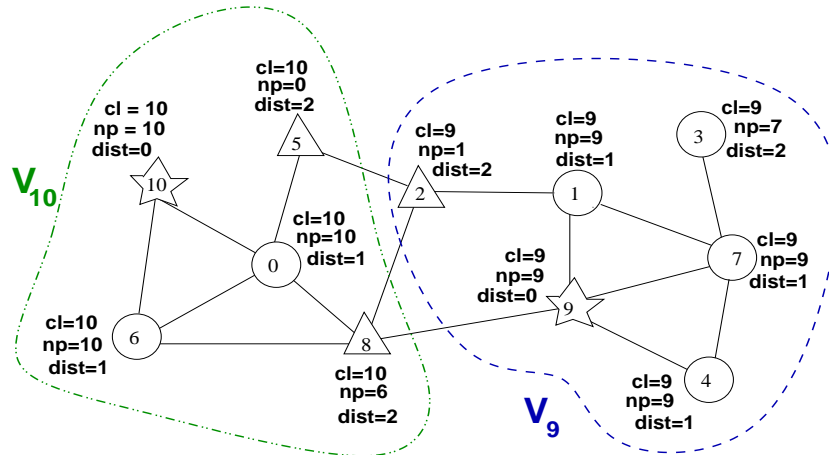 cl=10
np=0
dist=2
5
cl = 10
np = 10
dist=0
10
V10
cl=10
np=10
dist=1
0
cl=10
np=10
dist=1
6
8
cl=10
np=6
dist=2
cl=9
np=1
dist=2
2
cl=9
np=9
dist=1
1
cl=9
np=7
dist=2
3
cl=9
np=9
dist=1
7
cl=9
np=9
dist=0
9
cl=9
np=9
dist=1
4
V9